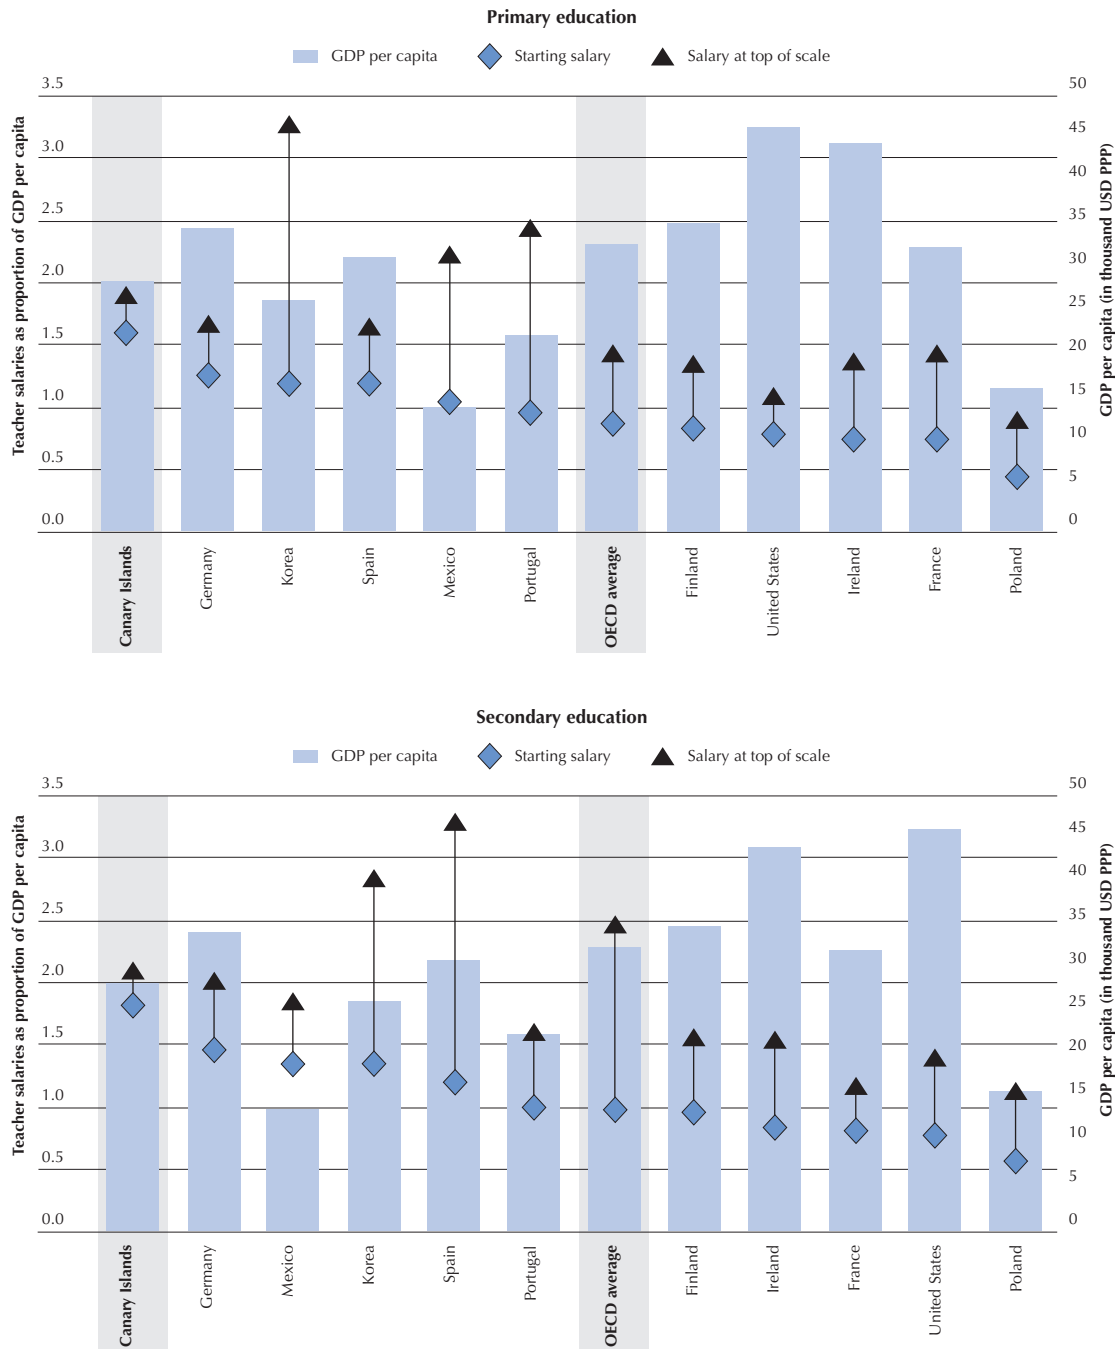 Primary education
GDP per capita Starting salary Salary at top of scale
Teacher salaries as proportion of GDP per capita
3.5
3.0
2.5
2.0
1.5
1.0
0.5
0.0
50
45
40
35
30
25
20
15
10
5
0
GDP per capita (in thousand USD PPP)
Canary Islands
Germany
Korea
Spain
Mexico
Portugal
OECD average
Finland
United States
Ireland
France
Poland
Secondary education
GDP per capita Starting salary Salary at top of scale
Teacher salaries as proportion of GDP per capita
3.5
3.0
2.5
2.0
1.5
1.0
0.5
0.0
50
45
40
35
30
25
20
15
10
5
0
GDP per capita (in thousand USD PPP)
Canary Islands
Germany
Mexico
Korea
Spain
Portugal
OECD average
Finland
Ireland
France
United States
Poland